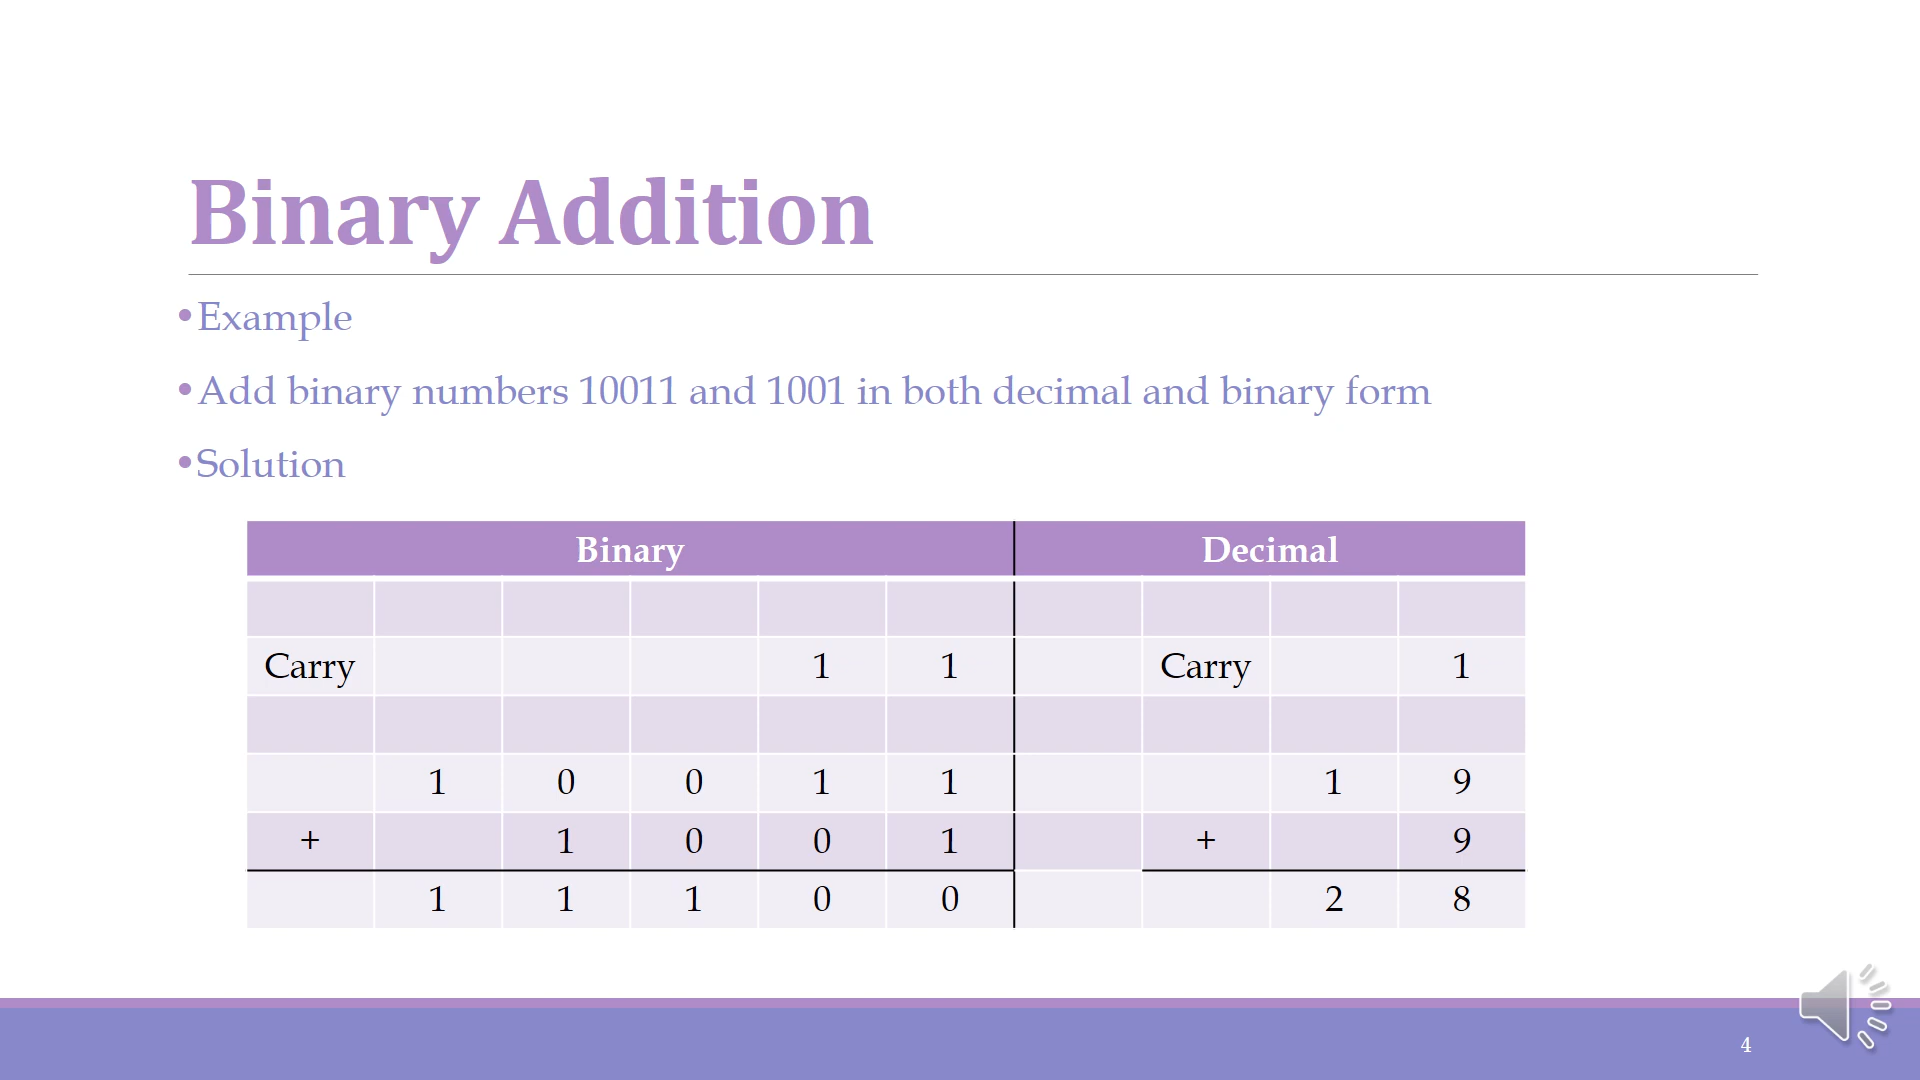 Binary Addition
•Example
•Add binary numbers 10011 and 1001 in both decimal and binary form
•Solution
Binary Decimal
Carry 1 1 Carry 1
1 0 0 1 1 1 9
+ 1 0 0 1 + 9
1 1 1 0 0 2 8
4